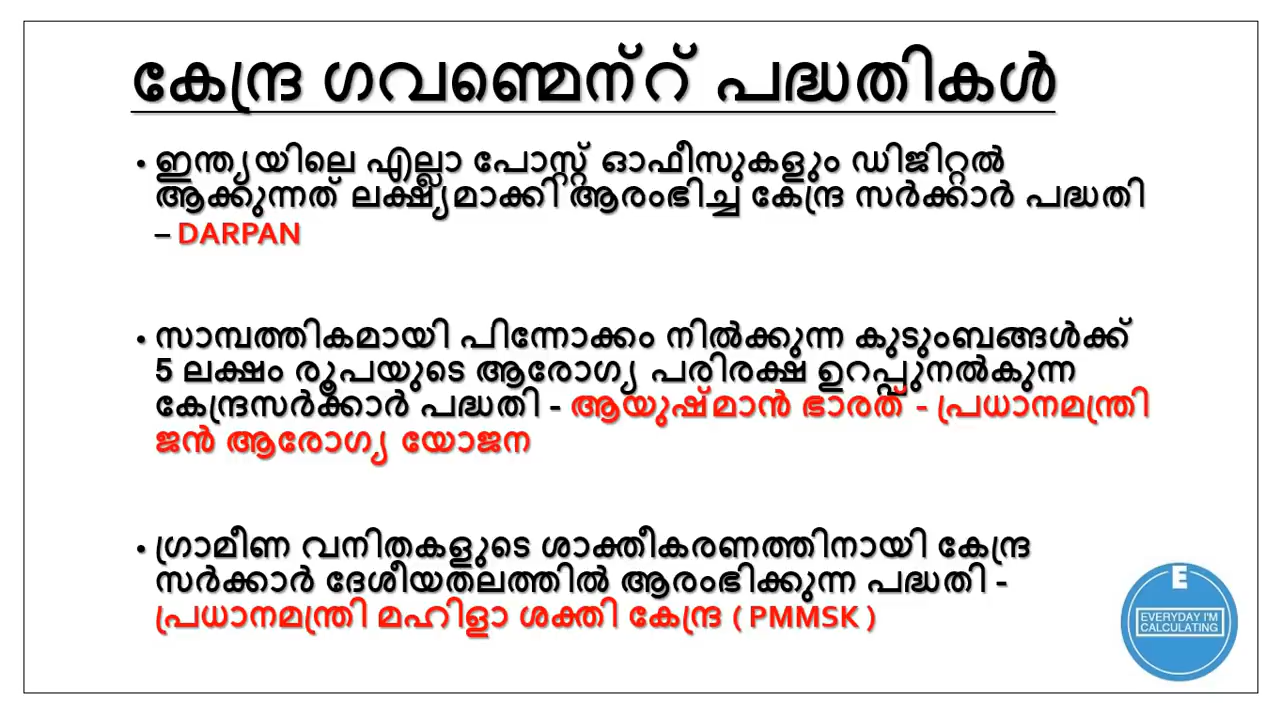 കേന്ദ്ര ഗവണ്മെന്റ് പദ്ധതികൾ
• ഇന്ത്യയിലെ എല്ലാ പോസ്റ്റ് ഓഫീസുകളും ഡിജിറ്റൽ
ആക്കുന്നത് ലക്ഷ്യമാക്കി ആരംഭിച്ച കേന്ദ്ര സർക്കാർ പദ്ധതി
– DARPAN
• സാമ്പത്തികമായി പിന്നോക്കം നിൽക്കുന്ന കുടുംബങ്ങൾക്ക്
5 ലക്ഷം രൂപയുടെ ആരോഗ്യ പരിരക്ഷ ഉറപ്പുനൽകുന്ന
കേന്ദ്രസർക്കാർ പദ്ധതി - ആയുഷ്മാൻ ഭാരത് - പ്രധാനമന്ത്രി
ജൻ ആരോഗ്യ യോജന
• ഗ്രാമീണ വനിതകളുടെ ശാക്തീകരണത്തിനായി കേന്ദ്ര
സർക്കാർ ദേശീയതലത്തിൽ ആരംഭിക്കുന്ന പദ്ധതി -
പ്രധാനമന്ത്രി മഹിളാ ശക്തി കേന്ദ്ര ( PMMSK )
E
EVERYDAY I'M
CALCULATING